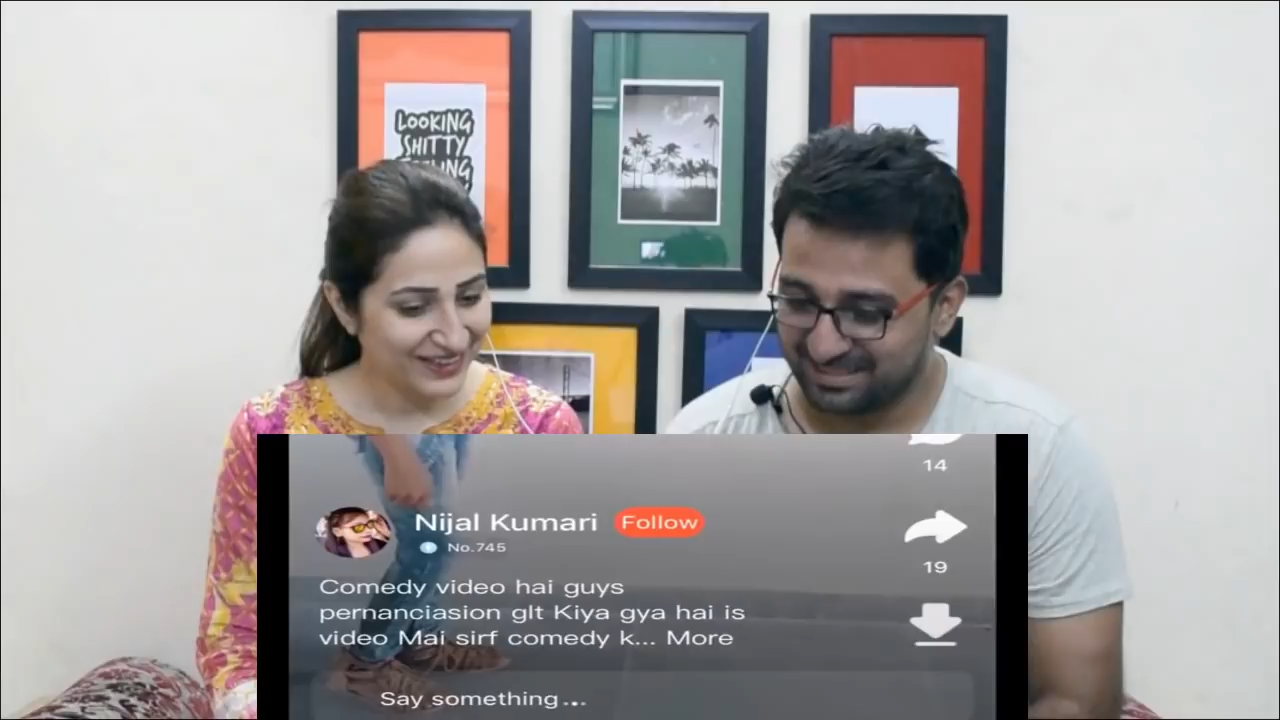 LOOKING
SHITTY
FEELING
14
Nijal Kumari Follow
No.745
19
Comedy video hai guys
pernanciasion glt Kiya gya hai is
video Mai sirf comedy k... More
Say something...